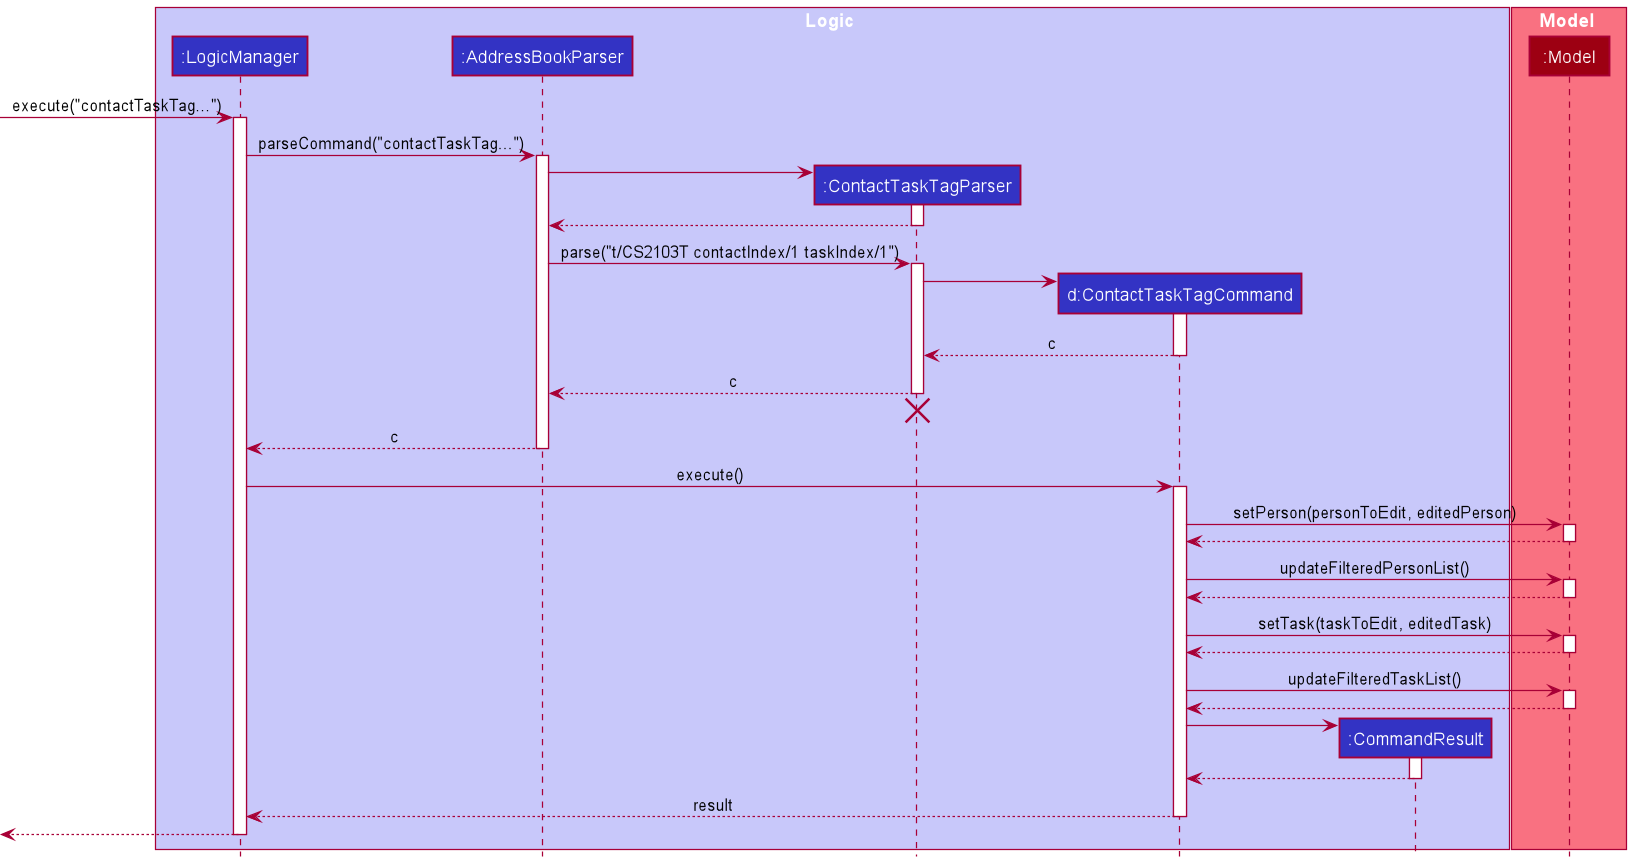 Logic
Model
:LogicManager
:AddressBookParser
:Model
execute("contactTaskTag...")
parseCommand("contactTaskTag...")
:ContactTaskTagParser
parse("t/CS2103T contactIndex/1 taskIndex/1")
d:ContactTaskTagCommand
c
c
c
execute()
setPerson(personToEdit, editedPerson)
updateFilteredPersonList()
setTask(taskToEdit, editedTask)
updateFilteredTaskList()
:CommandResult
result